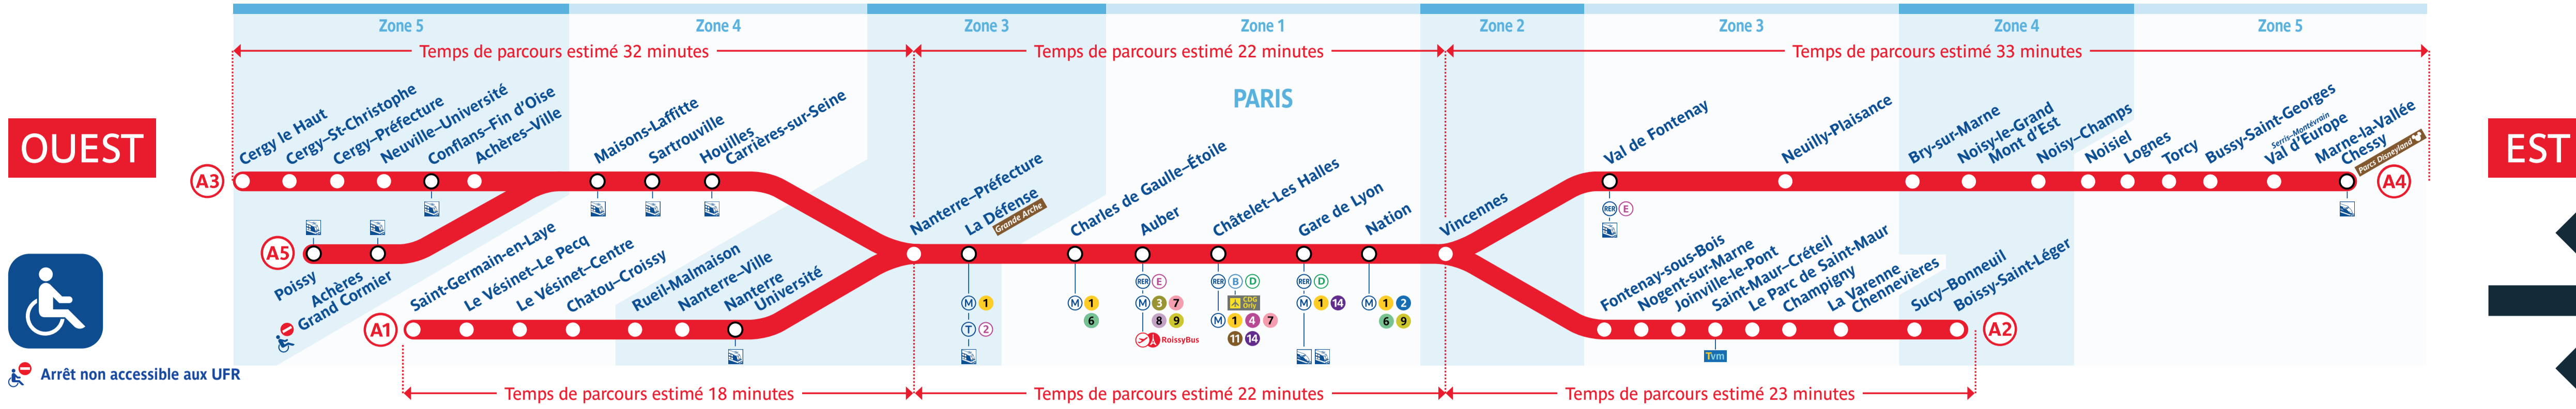 Zone 5
Zone 4
Zone 3
Zone 1
Zone 2
Zone 3
Zone 4
Zone 5
Temps de parcours estimé 32 minutes
Temps de parcours estimé 22 minutes
Temps de parcours estimé 33 minutes
PARIS
OUEST
EST
A3
Cergy le Haut
Cergy–St-Christophe
Cergy–Préfecture
Neuville–Université
Conflans–Fin d'Oise
Achères–Ville
Maisons-Laffitte
Sartrouville
Houilles
Carrières-sur-Seine
A5
Poissy
Achères
Grand Cormier
A1
Saint-Germain-en-Laye
Le Vésinet–Le Pecq
Le Vésinet–Centre
Chatou–Croissy
Rueil-Malmaison
Nanterre–Ville
Nanterre
Université
Nanterre–Préfecture
La Défense
Grande Arche
M 1
T 2
Charles de Gaulle–Étoile
M 1
6
Auber
RER E
M 3 7
8 9
RoissyBus
Châtelet–Les Halles
RER B D
CDG
Orly
M 1 4 7
11 14
Gare de Lyon
RER D
M 1 14
Nation
M 1 2
6 9
Vincennes
Val de Fontenay
RER E
Neuilly-Plaisance
Bry-sur-Marne
Noisy-le-Grand
Mont d'Est
Noisy–Champs
Noisiel
Lognes
Torcy
Bussy-Saint-Georges
Serris–Montévrain
Val d'Europe
Marne-la-Vallée
Chessy
Parcs Disneyland
A4
Fontenay-sous-Bois
Nogent-sur-Marne
Joinville-le-Pont
Saint-Maur–Créteil
Tvm
Le Parc de Saint-Maur
Champigny
La Varenne
Chennevières
Sucy–Bonneuil
Boissy-Saint-Léger
A2
Arrêt non accessible aux UFR
Temps de parcours estimé 18 minutes
Temps de parcours estimé 22 minutes
Temps de parcours estimé 23 minutes